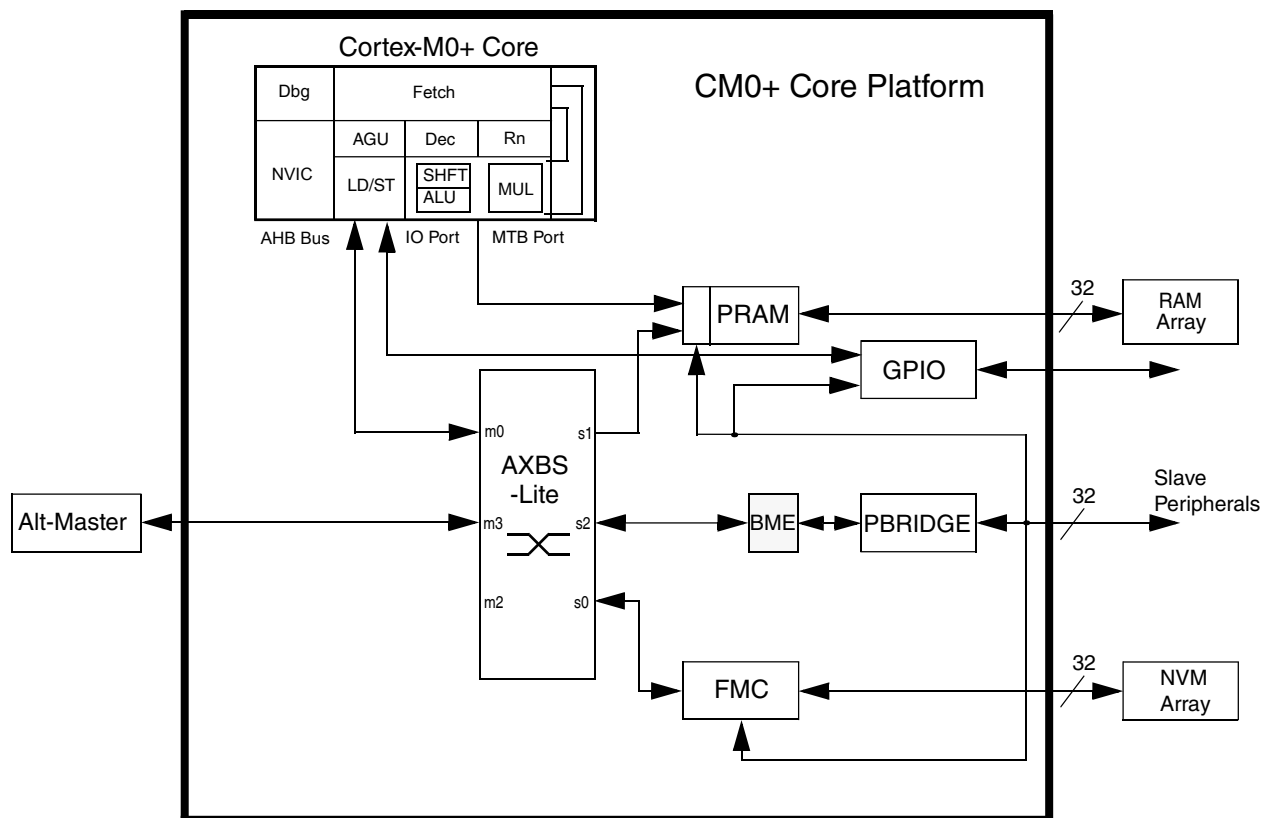 Cortex-M0+ Core
CM0+ Core Platform
Dbg
Fetch
AGU
Dec
Rn
NVIC
LD/ST
SHFT
ALU
MUL
AHB Bus
IO Port
MTB Port
PRAM
32
RAM
Array
GPIO
m0
s1
AXBS
-Lite
Alt-Master
m3
s2
BME
PBRIDGE
32
Slave
Peripherals
m2
s0
FMC
32
NVM
Array